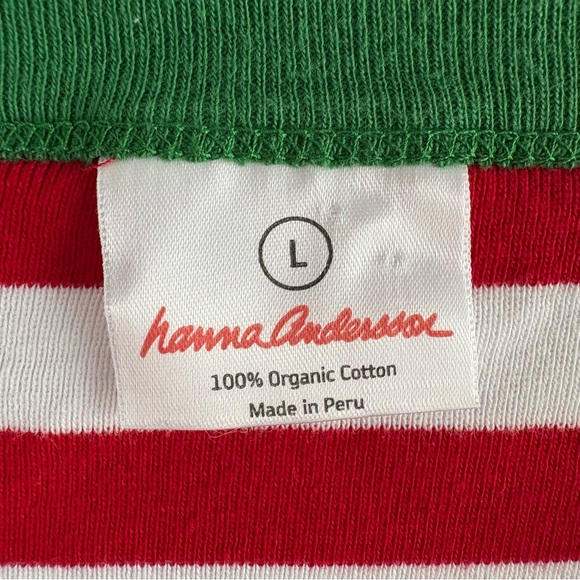 L
hanna Andersson
100% Organic Cotton
Made in Peru